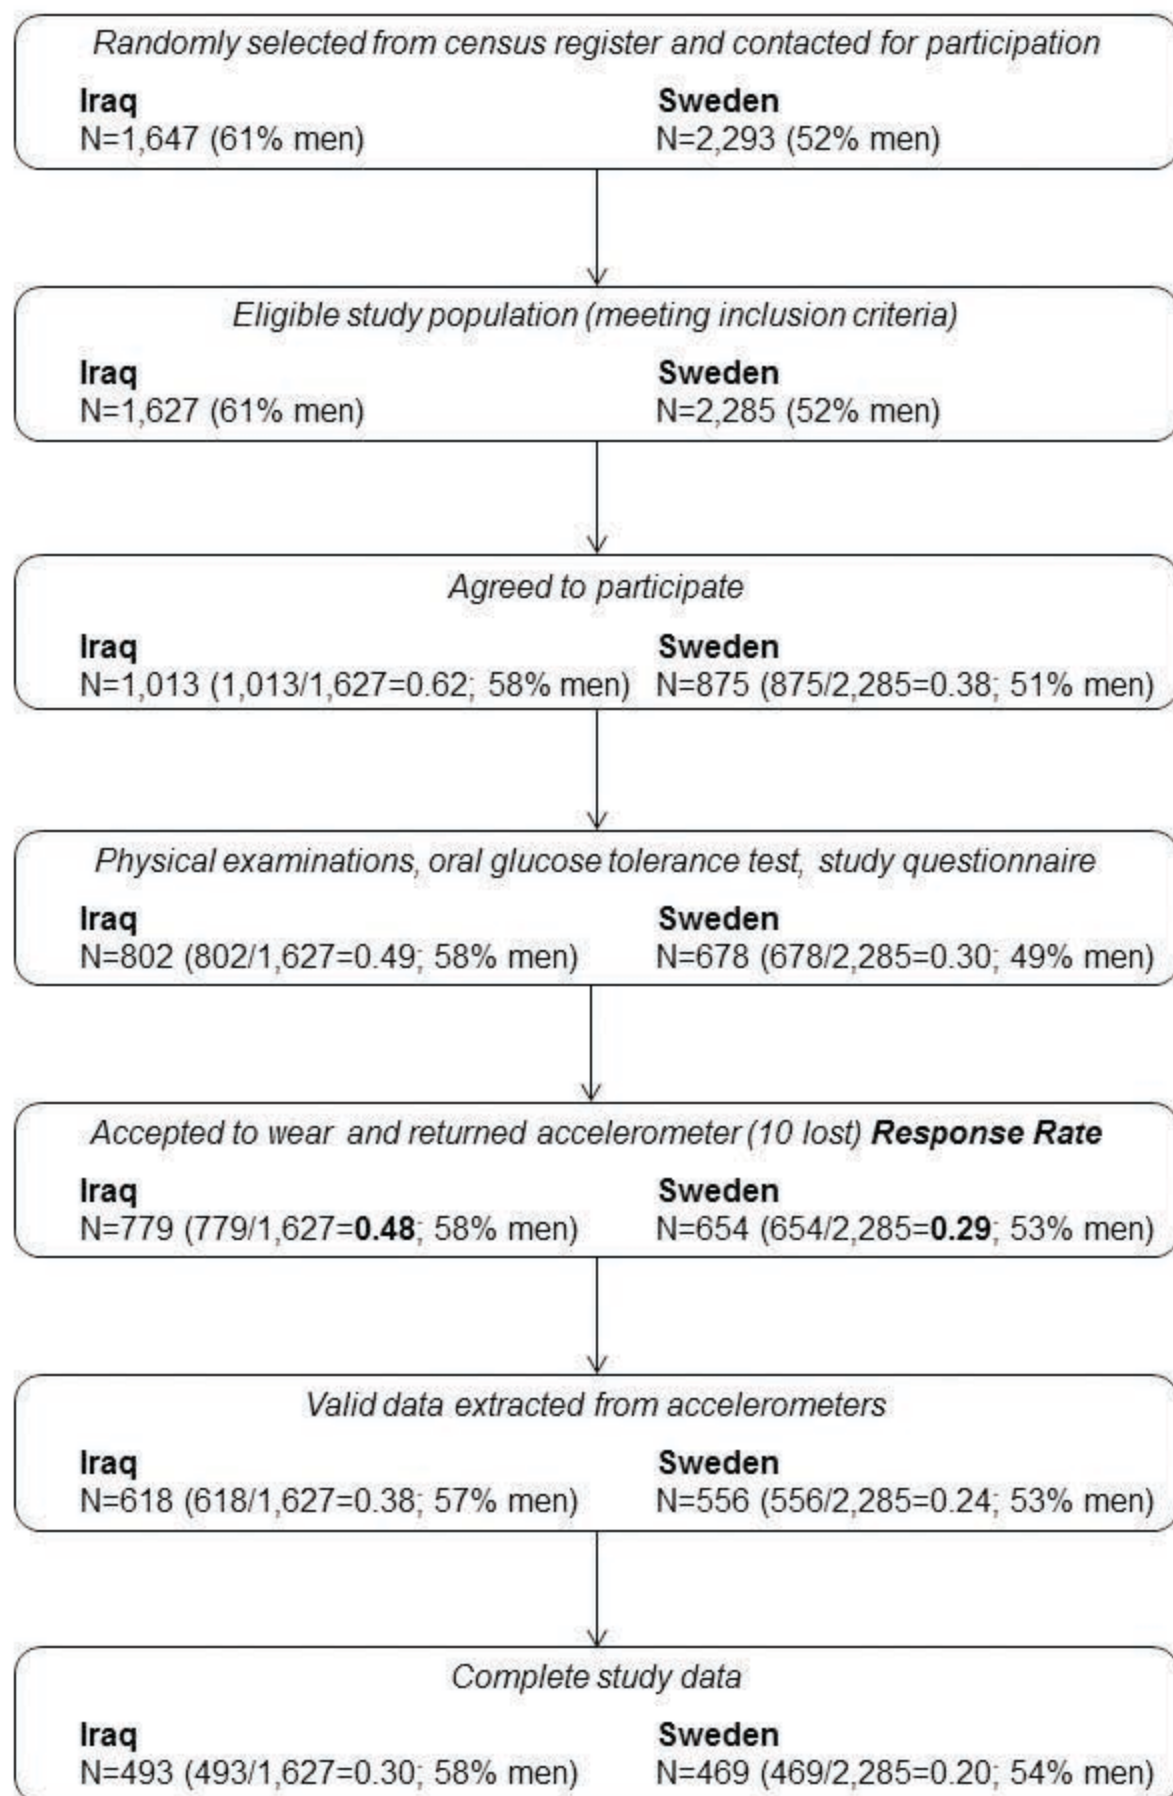 Randomly selected from census register and contacted for participation
Iraq Sweden
N=1,647 (61% men) N=2,293 (52% men)
Eligible study population (meeting inclusion criteria)
Iraq Sweden
N=1,627 (61% men) N=2,285 (52% men)
Agreed to participate
Iraq Sweden
N=1,013 (1,013/1,627=0.62; 58% men) N=875 (875/2,285=0.38; 51% men)
Physical examinations, oral glucose tolerance test, study questionnaire
Iraq Sweden
N=802 (802/1,627=0.49; 58% men) N=678 (678/2,285=0.30; 49% men)
Accepted to wear and returned accelerometer (10 lost) Response Rate
Iraq Sweden
N=779 (779/1,627=0.48; 58% men) N=654 (654/2,285=0.29; 53% men)
Valid data extracted from accelerometers
Iraq Sweden
N=618 (618/1,627=0.38; 57% men) N=556 (556/2,285=0.24; 53% men)
Complete study data
Iraq Sweden
N=493 (493/1,627=0.30; 58% men) N=469 (469/2,285=0.20; 54% men)